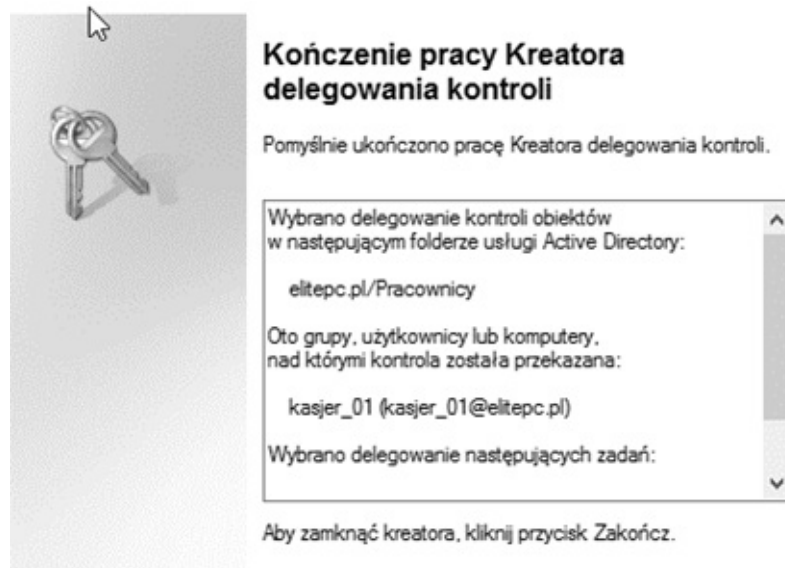 Kończenie pracy Kreatora
delegowania kontroli
Pomyślnie ukończono pracę Kreatora delegowania kontroli.
Wybrano delegowanie kontroli obiektów
w następującym folderze usługi Active Directory:
elitepc.pl/Pracownicy
Oto grupy, użytkownicy lub komputery,
nad którymi kontrola została przekazana:
kasjer_01 (kasjer_01@elitepc.pl)
Wybrano delegowanie następujących zadań:
Aby zamknąć kreatora, kliknij przycisk Zakończ.